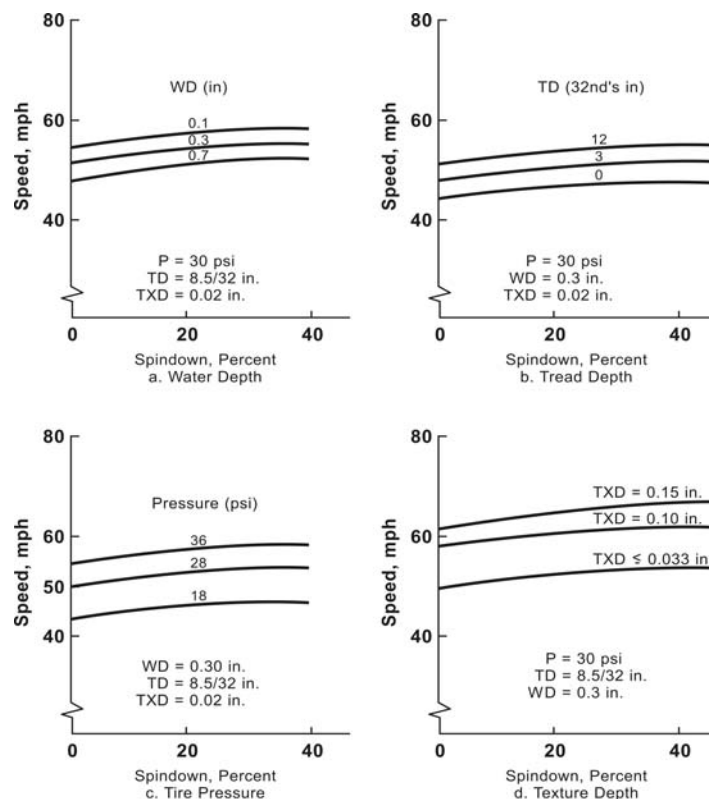 80
WD (in)
60
0.1
0.3
0.7
40
P = 30 psi
TD = 8.5/32 in.
TXD = 0.02 in.
0 20 40
Speed, mph
Spindown, Percent
a. Water Depth
80
TD (32nd's in)
60
12
3
0
40
P = 30 psi
WD = 0.3 in.
TXD = 0.02 in.
0 20 40
Speed, mph
Spindown, Percent
b. Tread Depth
80
Pressure (psi)
60
36
28
50
18
40
WD = 0.30 in.
TD = 8.5/32 in.
TXD = 0.02 in.
0 20 40
Speed, mph
Spindown, Percent
c. Tire Pressure
80
TXD = 0.15 in.
60
TXD = 0.10 in.
TXD ≤ 0.033 in
40
P = 30 psi
TD = 8.5/32 in.
WD = 0.3 in.
0 20 40
Speed, mph
Spindown, Percent
d. Texture Depth